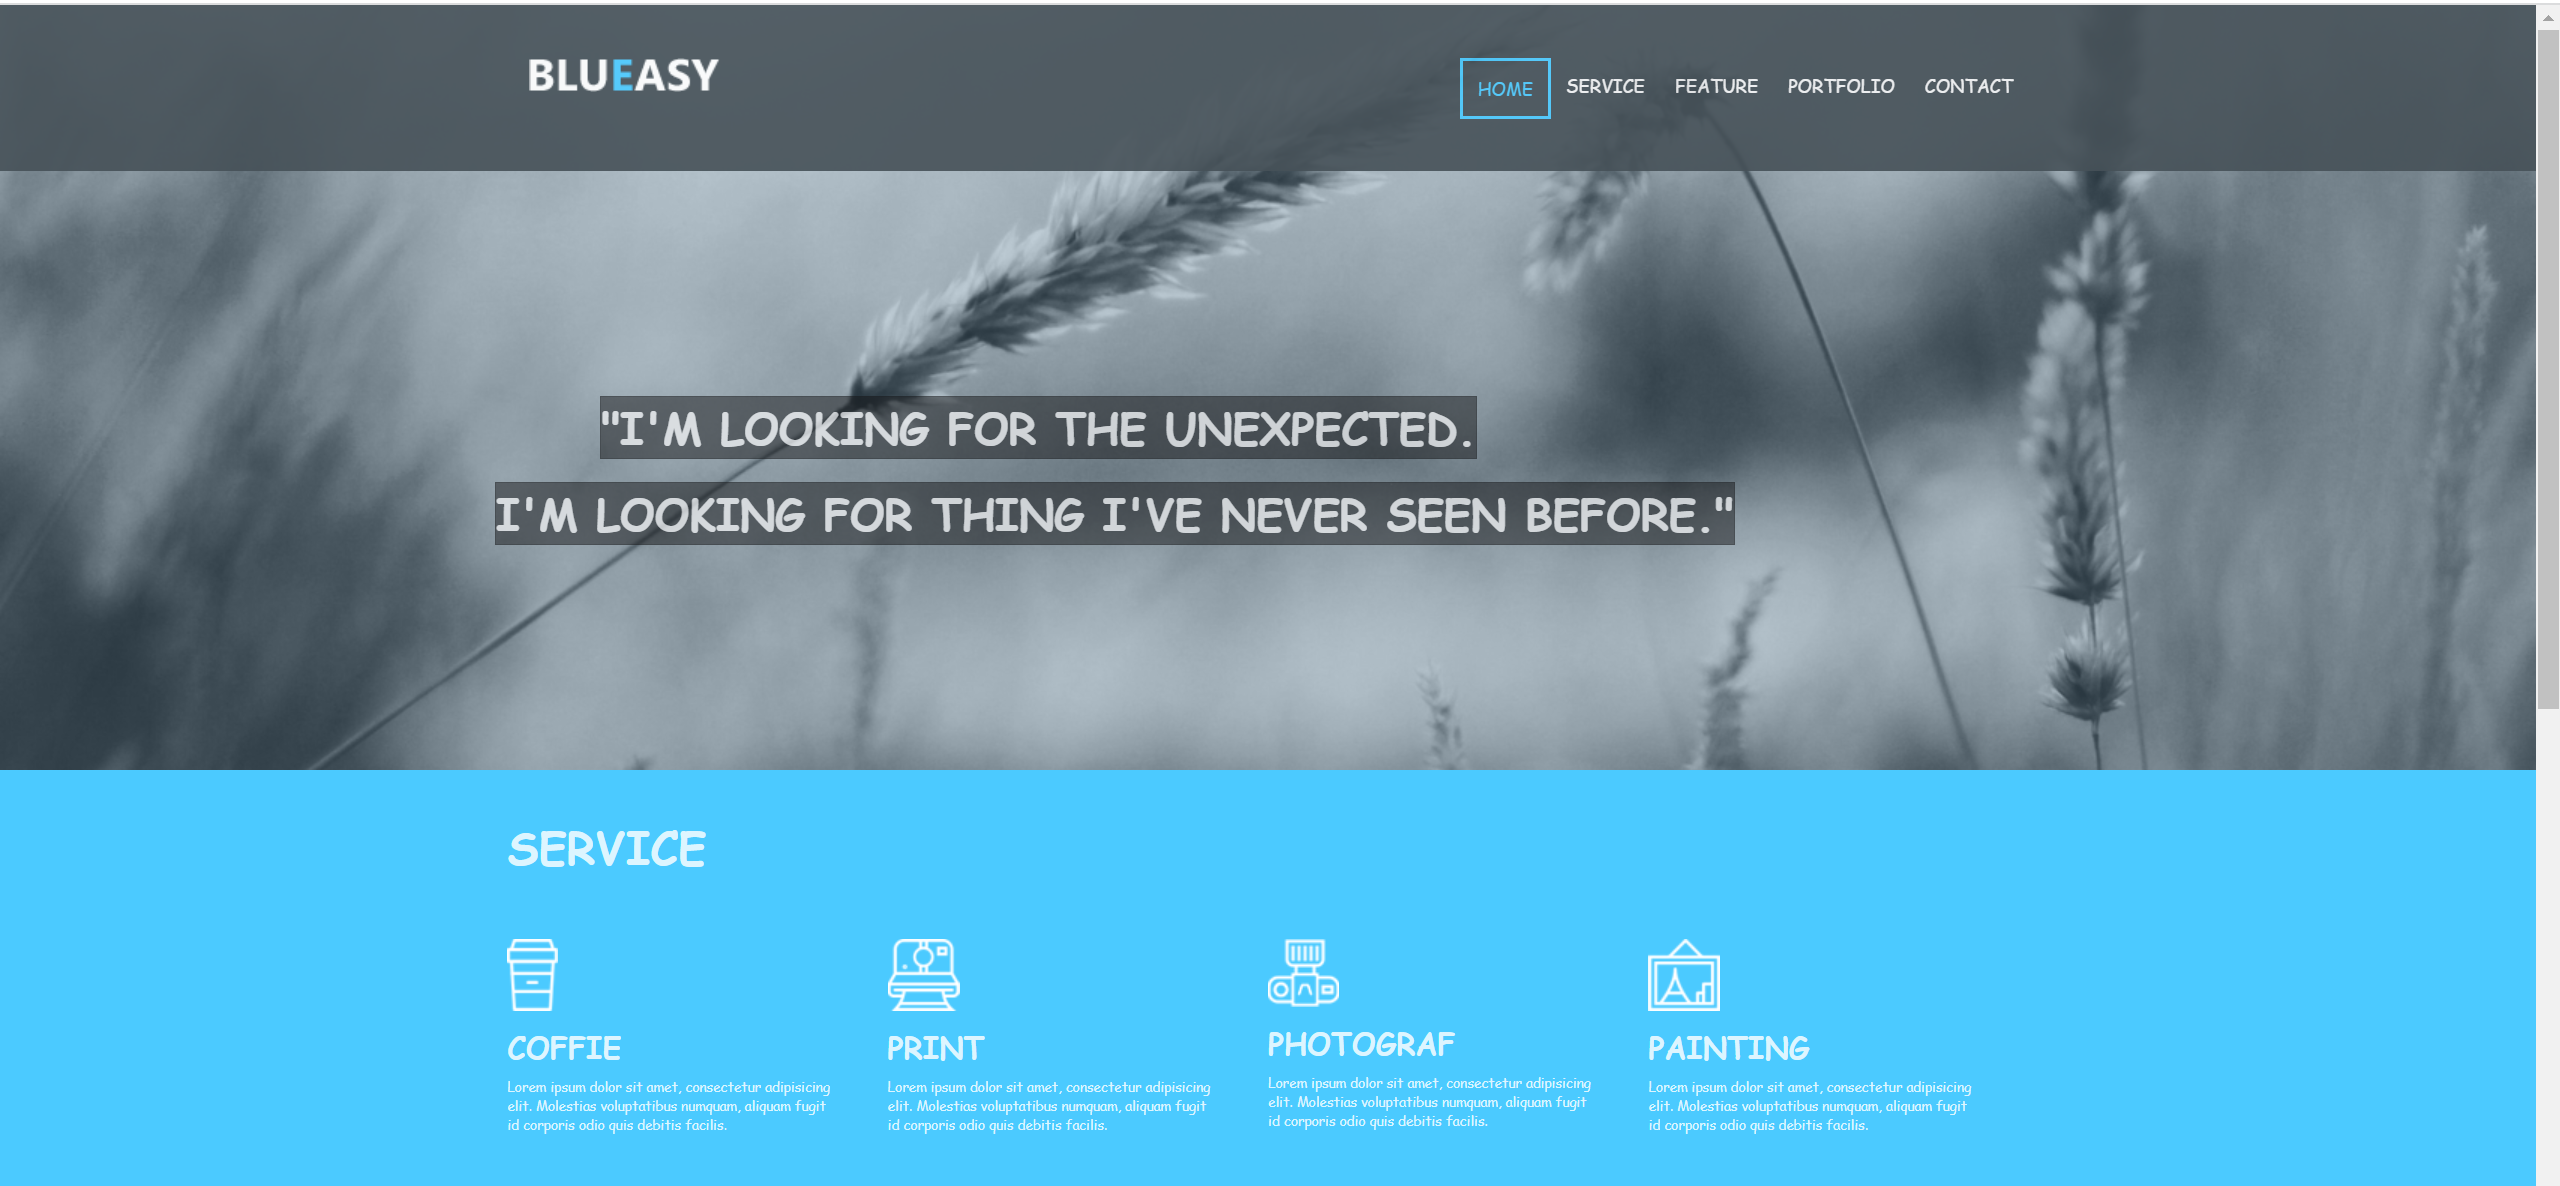 BLUEASY
HOME SERVICE FEATURE PORTFOLIO CONTACT
"I'M LOOKING FOR THE UNEXPECTED.
I'M LOOKING FOR THING I'VE NEVER SEEN BEFORE."
SERVICE
COFFIE
Lorem ipsum dolor sit amet, consectetur adipisicing
elit. Molestias voluptatibus numquam, aliquam fugit
id corporis odio quis debitis facilis.
PRINT
Lorem ipsum dolor sit amet, consectetur adipisicing
elit. Molestias voluptatibus numquam, aliquam fugit
id corporis odio quis debitis facilis.
PHOTOGRAF
Lorem ipsum dolor sit amet, consectetur adipisicing
elit. Molestias voluptatibus numquam, aliquam fugit
id corporis odio quis debitis facilis.
PAINTING
Lorem ipsum dolor sit amet, consectetur adipisicing
elit. Molestias voluptatibus numquam, aliquam fugit
id corporis odio quis debitis facilis.